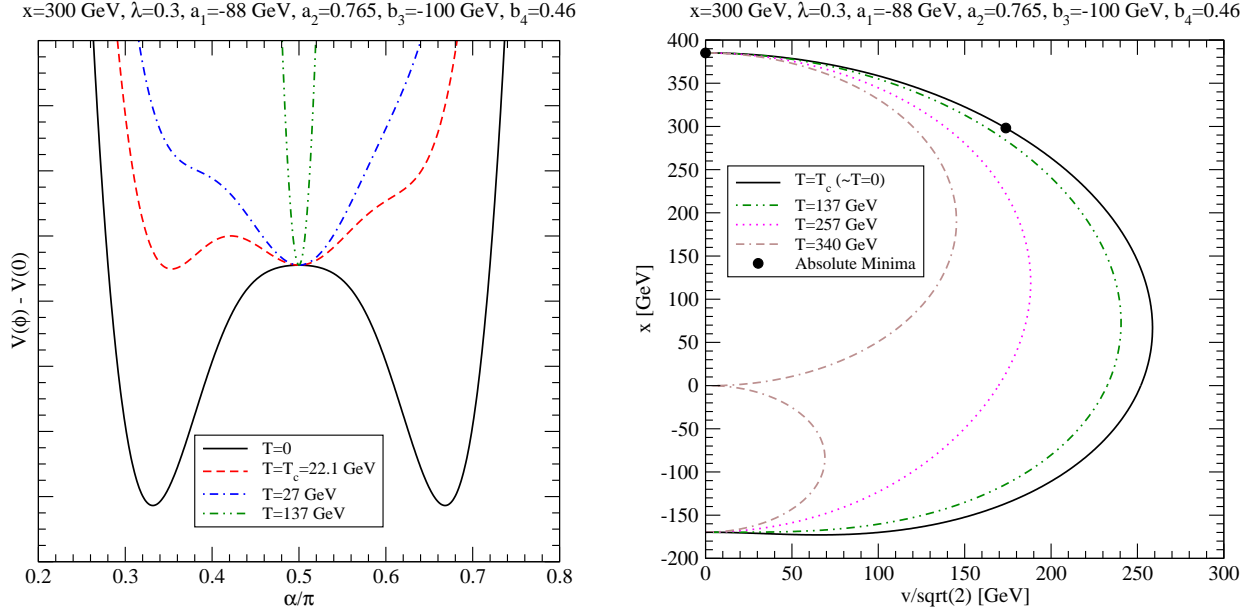 x=300 GeV, λ=0.3, a₁=-88 GeV, a₂=0.765, b₃=-100 GeV, b₄=0.46
V(φ) - V(0)
T=0
T=T_c=22.1 GeV
T=27 GeV
T=137 GeV
0.2 0.3 0.4 0.5 0.6 0.7 0.8
α/π
x=300 GeV, λ=0.3, a₁=-88 GeV, a₂=0.765, b₃=-100 GeV, b₄=0.46
x [GeV]
400
350
300
250
200
150
100
50
0
-50
-100
-150
-200
T=T_c (~T=0)
T=137 GeV
T=257 GeV
T=340 GeV
Absolute Minima
0 50 100 150 200 250 300
v/sqrt(2) [GeV]